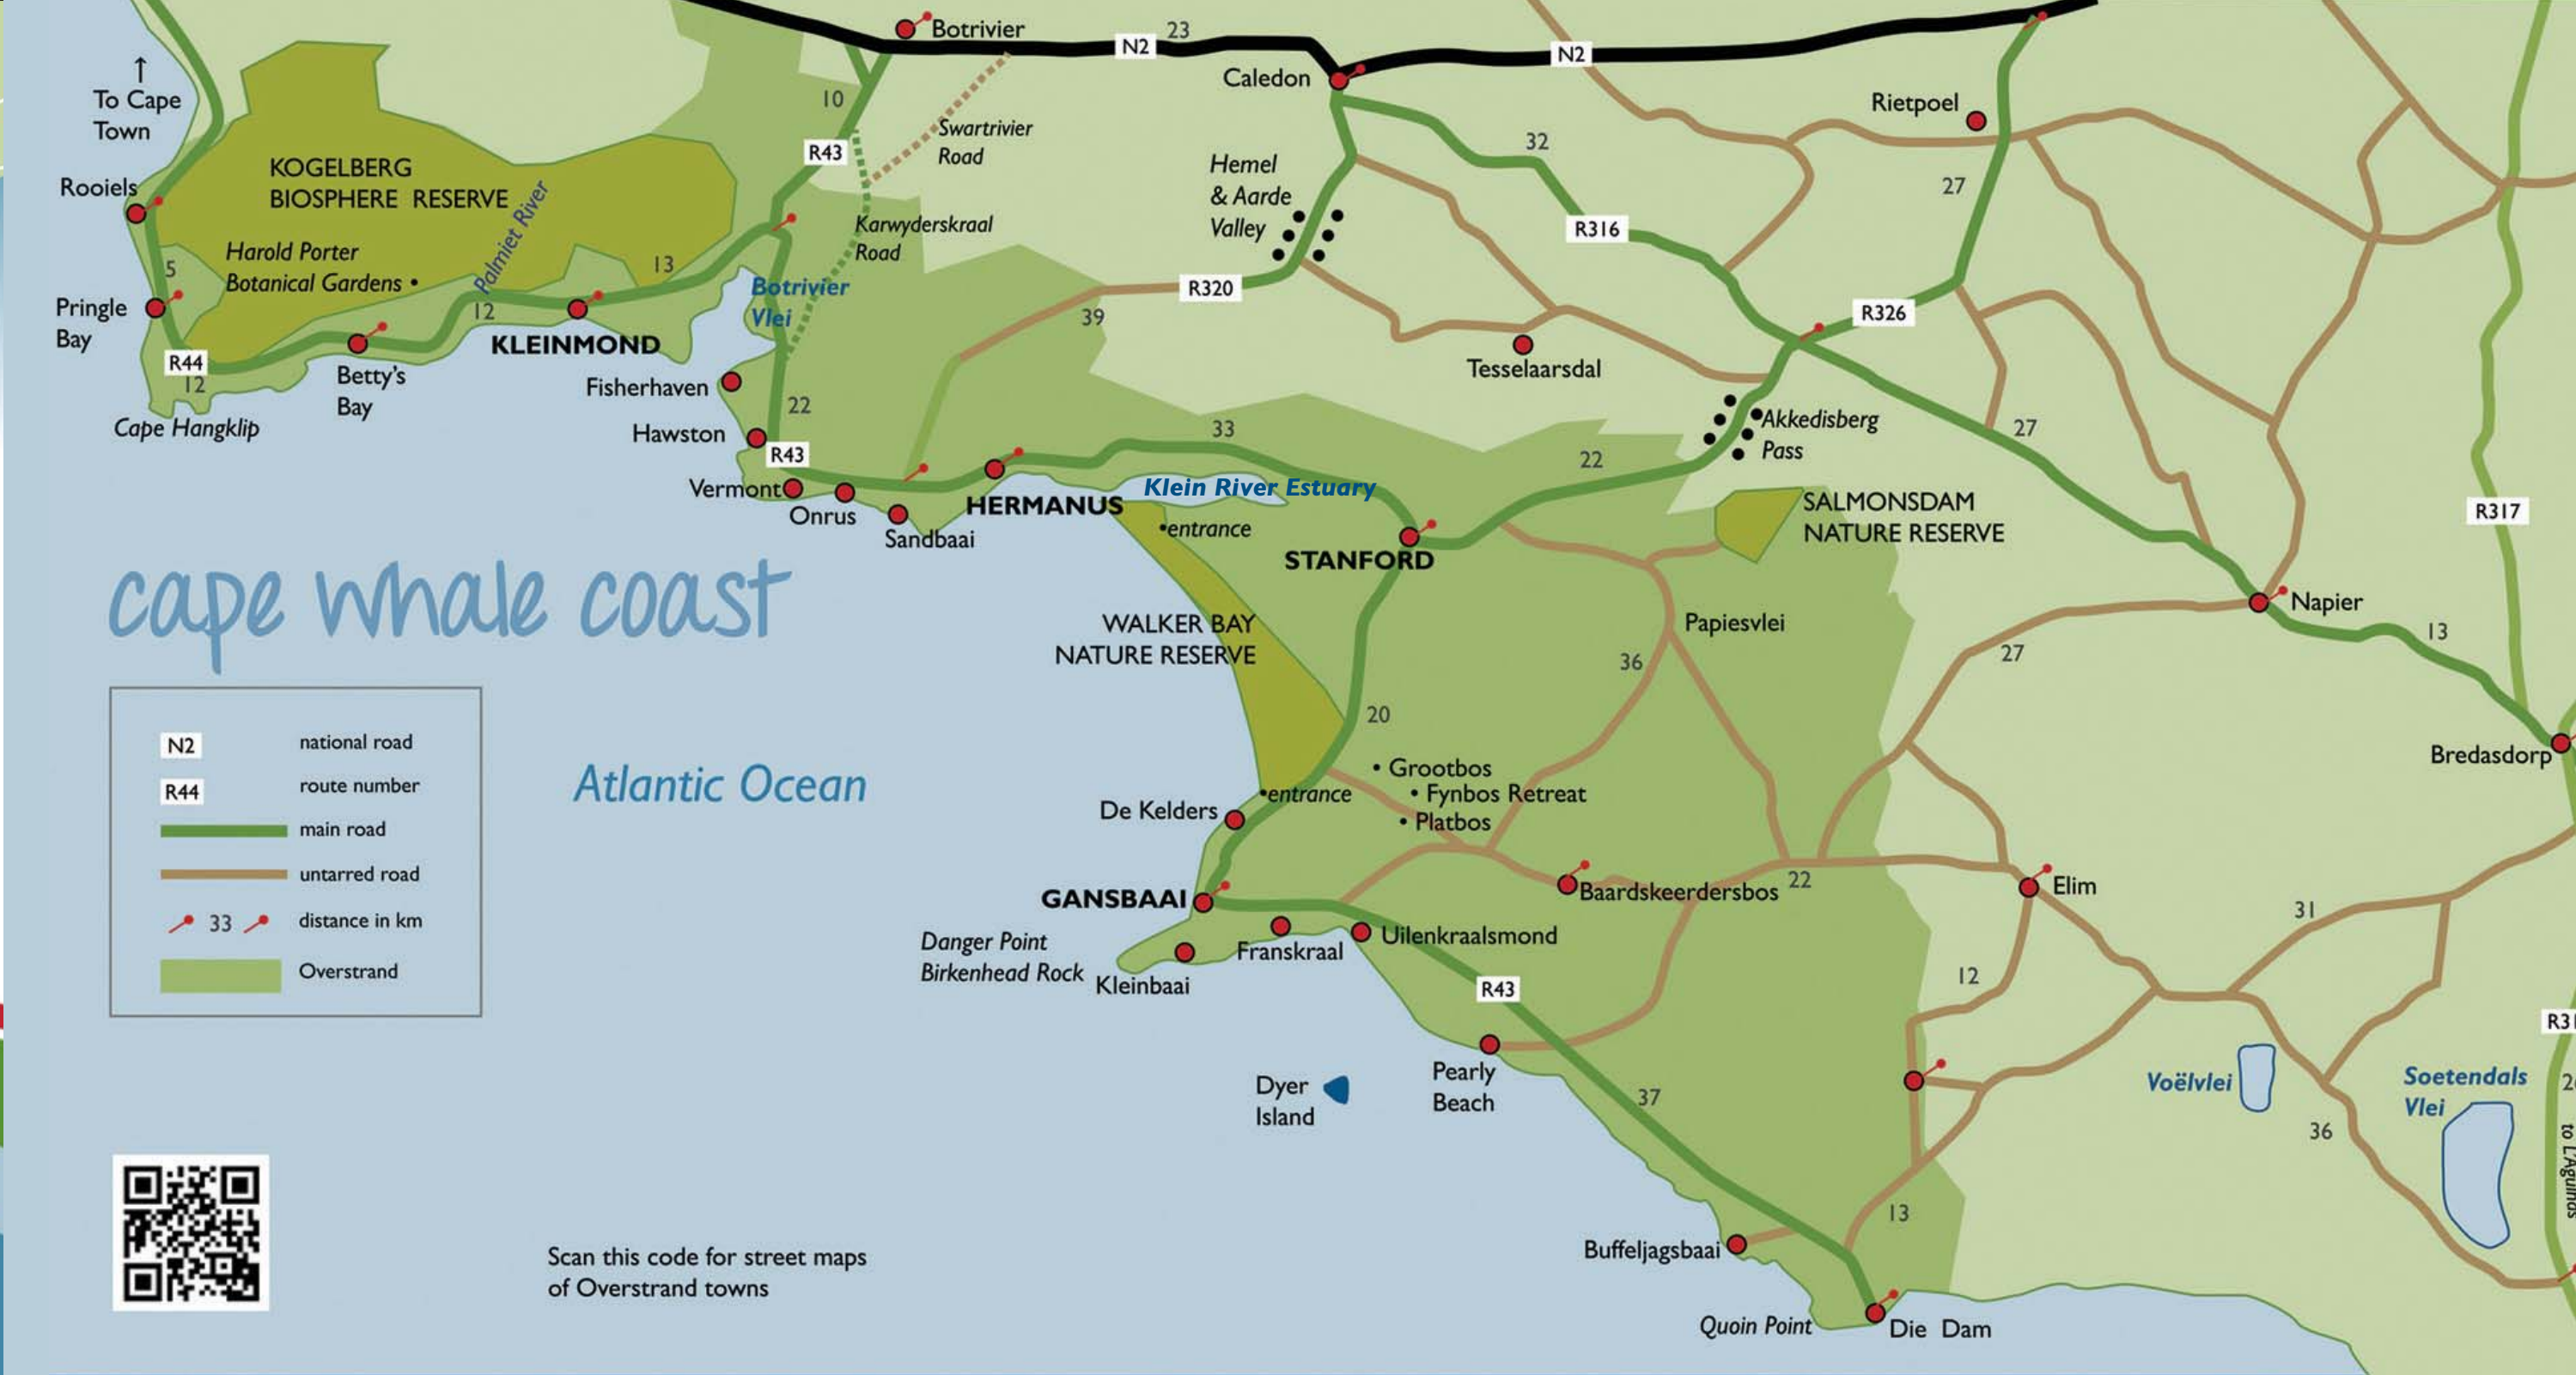 Botrivier
23
N2
N2
Caledon
Rietpoel
↑
To Cape
Town
10
R43
Swartrivier
Road
32
27
KOGELBERG
BIOSPHERE RESERVE
Rooiels
Palmiet River
Hemel
& Aarde
Valley
R316
Karwyderskraal
Road
Harold Porter
Botanical Gardens
5
13
12
Pringle
Bay
Botrivier
Vlei
R320
39
R326
KLEINMOND
R44
12
Betty's
Bay
Cape Hangklip
Fisherhaven
22
Hawston
R43
Tesselaarsdal
Akkedisberg
Pass
27
33
22
Vermont
Onrus
Sandbaai
HERMANUS
Klein River Estuary
entrance
STANFORD
SALMONSDAM
NATURE RESERVE
R317
cape whale coast
WALKER BAY
NATURE RESERVE
Papiesvlei
36
Napier
13
27
20
N2 national road
R44 route number
main road
untarred road
33 distance in km
Overstrand
Atlantic Ocean
Grootbos
Fynbos Retreat
Platbos
entrance
De Kelders
Bredasdorp
GANSBAAI
Baardskeerdersbos
22
Elim
31
Danger Point
Birkenhead Rock
Kleinbaai
Franskraal
Uilenkraalsmond
R43
12
R31
Pearly
Beach
Dyer
Island
37
Voëlvlei
Soetendals
Vlei
36
2
to L'Agulhas
13
Buffeljagsbaai
Quoin Point
Die Dam
Scan this code for street maps
of Overstrand towns